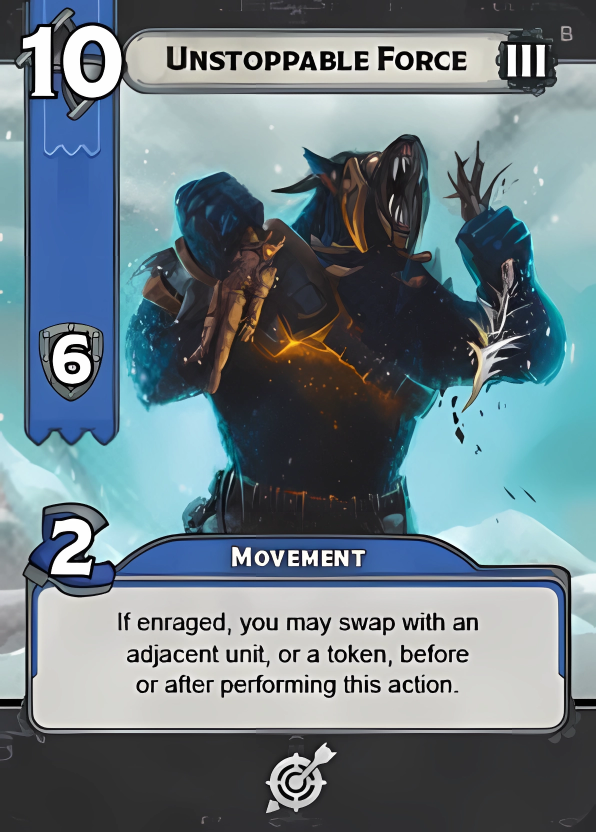 10
UNSTOPPABLE FORCE
III
B
6
2
MOVEMENT
If enraged, you may swap with an
adjacent unit, or a token, before
or after performing this action.